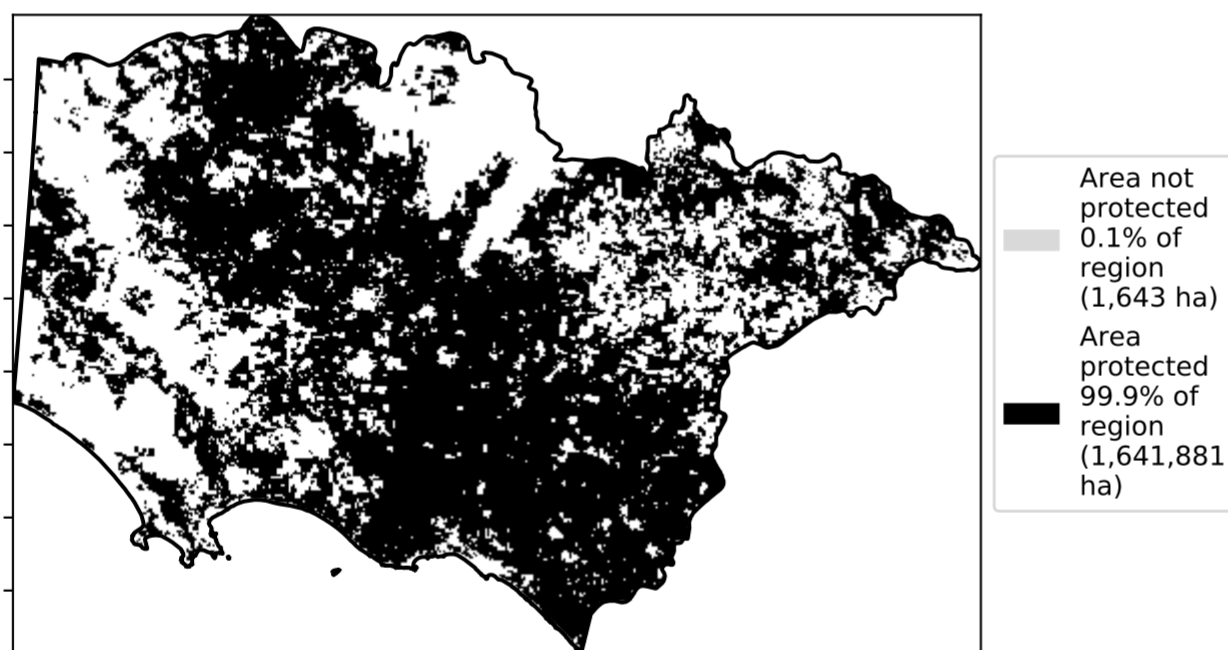 Area not
protected
0.1% of
region
(1,643 ha)
Area
protected
99.9% of
region
(1,641,881
ha)